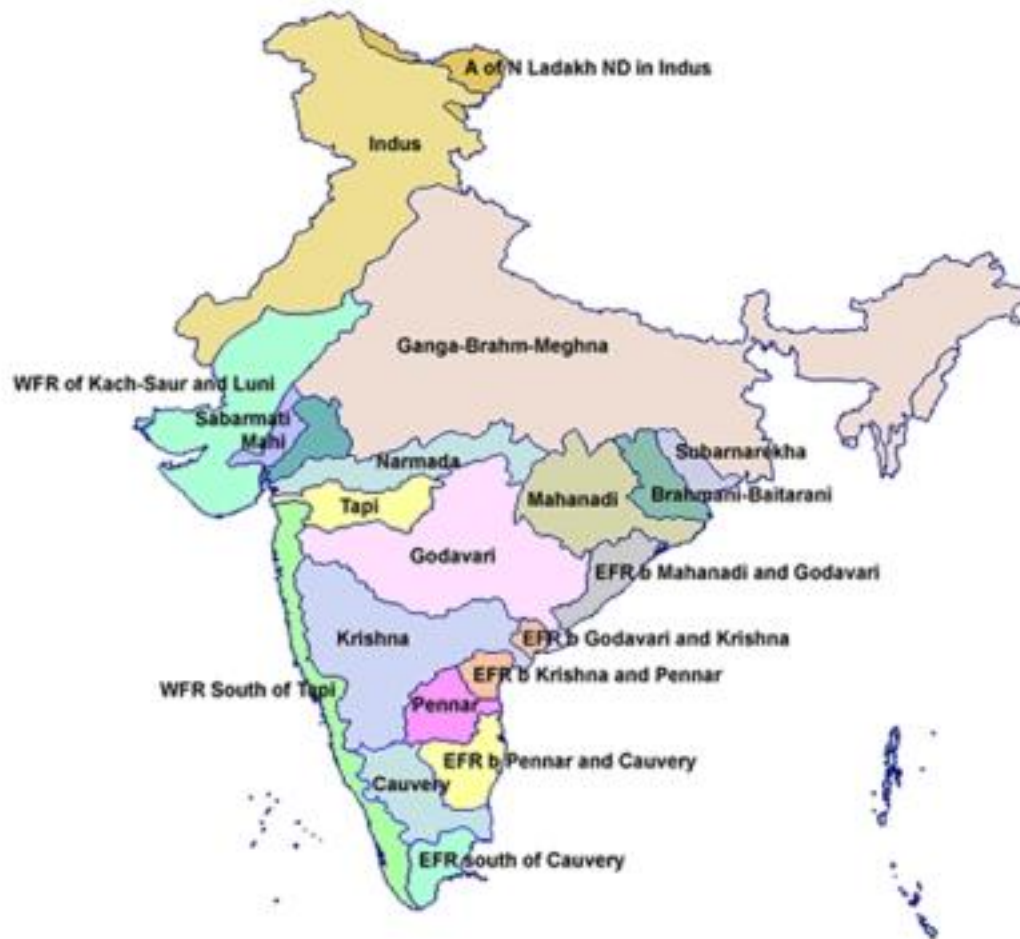 A of N Ladakh ND in Indus
Indus
Ganga-Brahm-Meghna
WFR of Kach-Saur and Luni
Sabarmati
Mahi
Subarnarekha
Narmada
Brahmani-Baitarani
Mahanadi
Tapi
Godavari
EFR b Mahanadi and Godavari
Krishna
EFR b Godavari and Krishna
EFR b Krishna and Pennar
WFR South of Tapi
Pennar
EFR b Pennar and Cauvery
Cauvery
EFR south of Cauvery